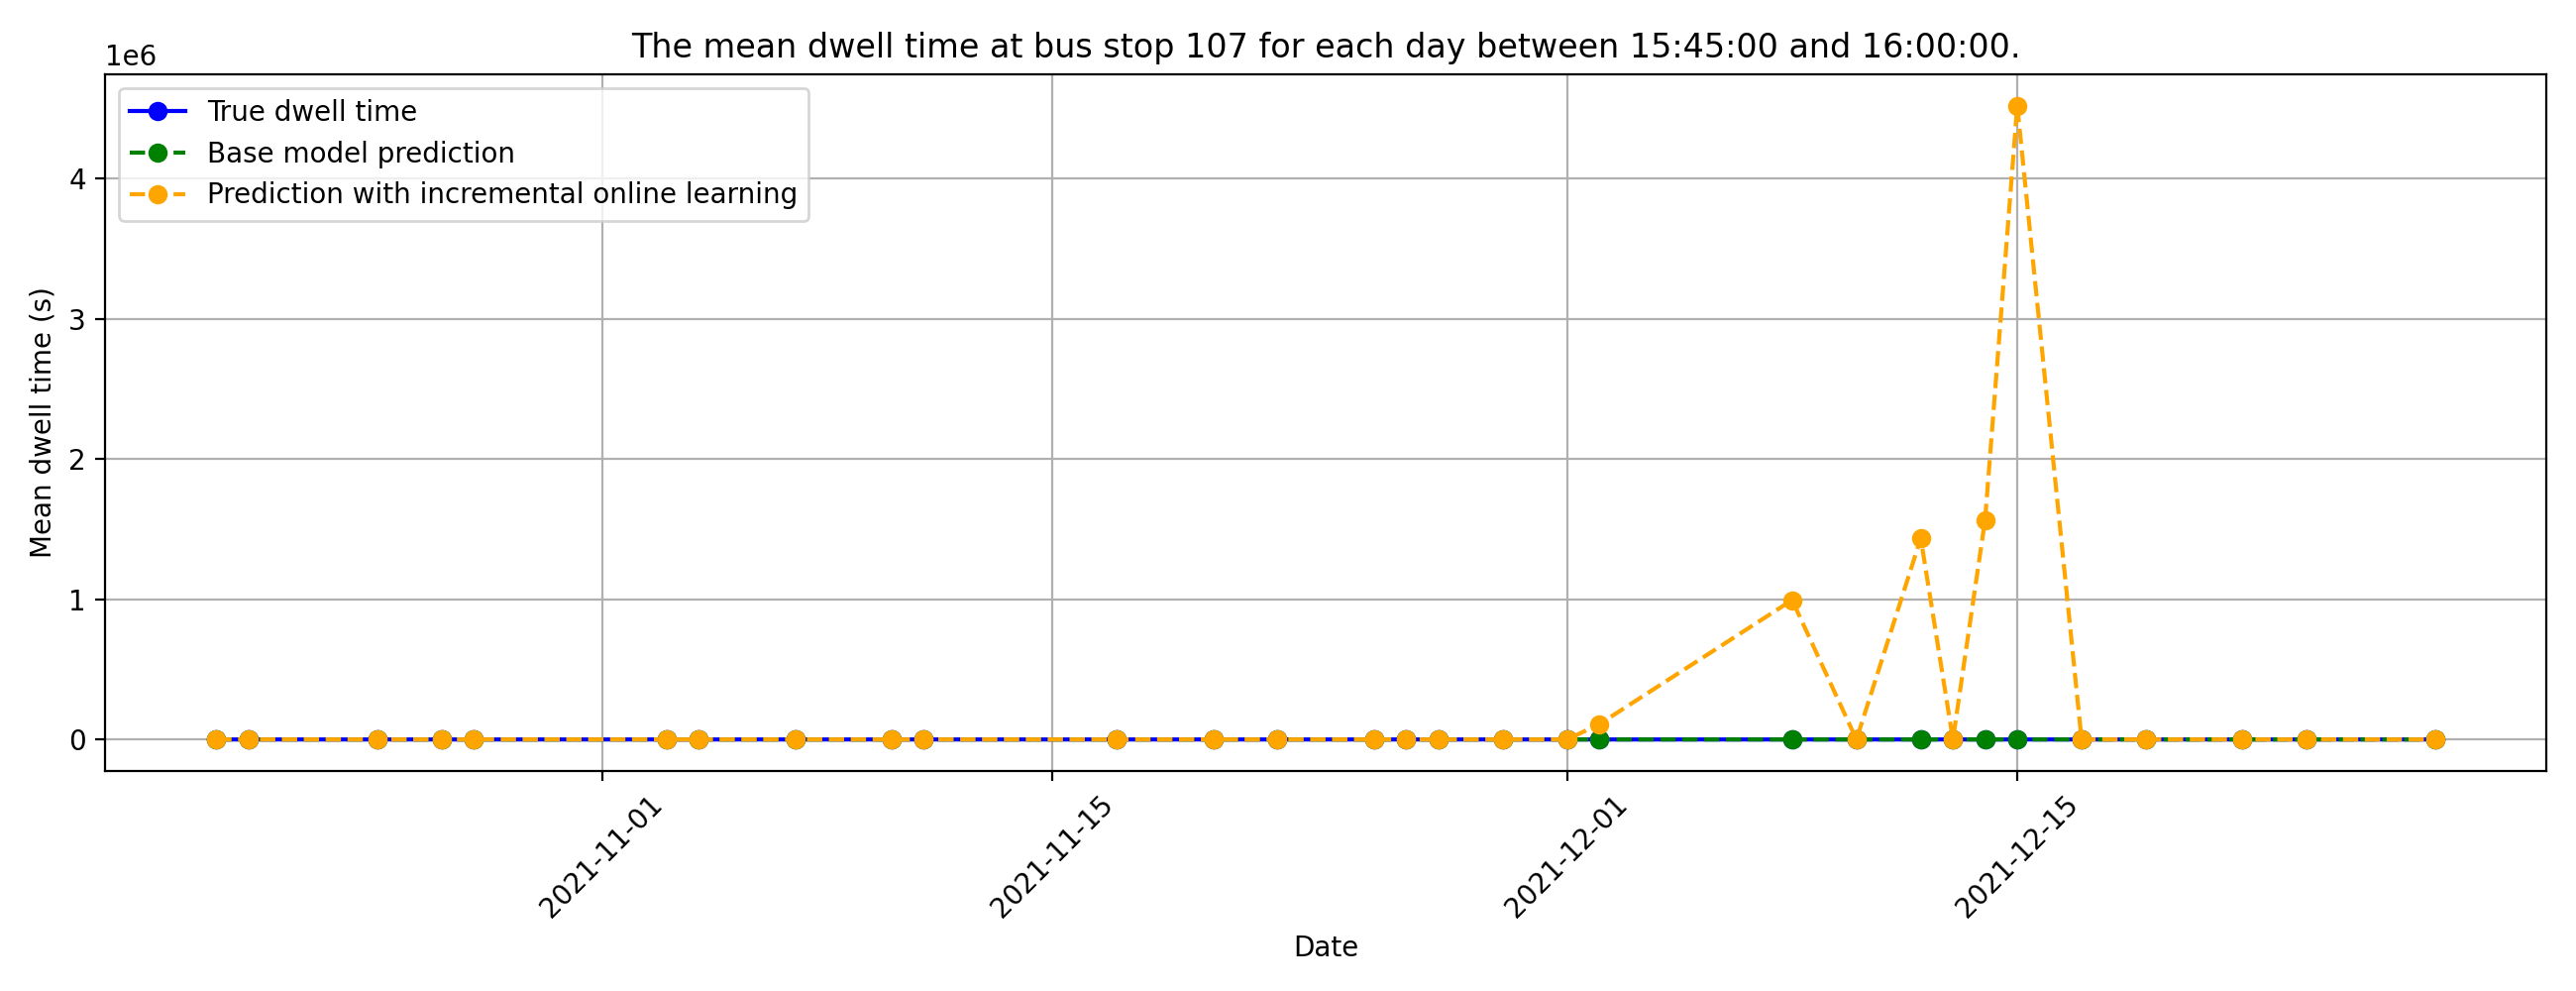 The mean dwell time at bus stop 107 for each day between 15:45:00 and 16:00:00.
1e6
True dwell time
Base model prediction
Prediction with incremental online learning
4
3
2
1
0
Mean dwell time (s)
2021-11-01
2021-11-15
2021-12-01
2021-12-15
Date